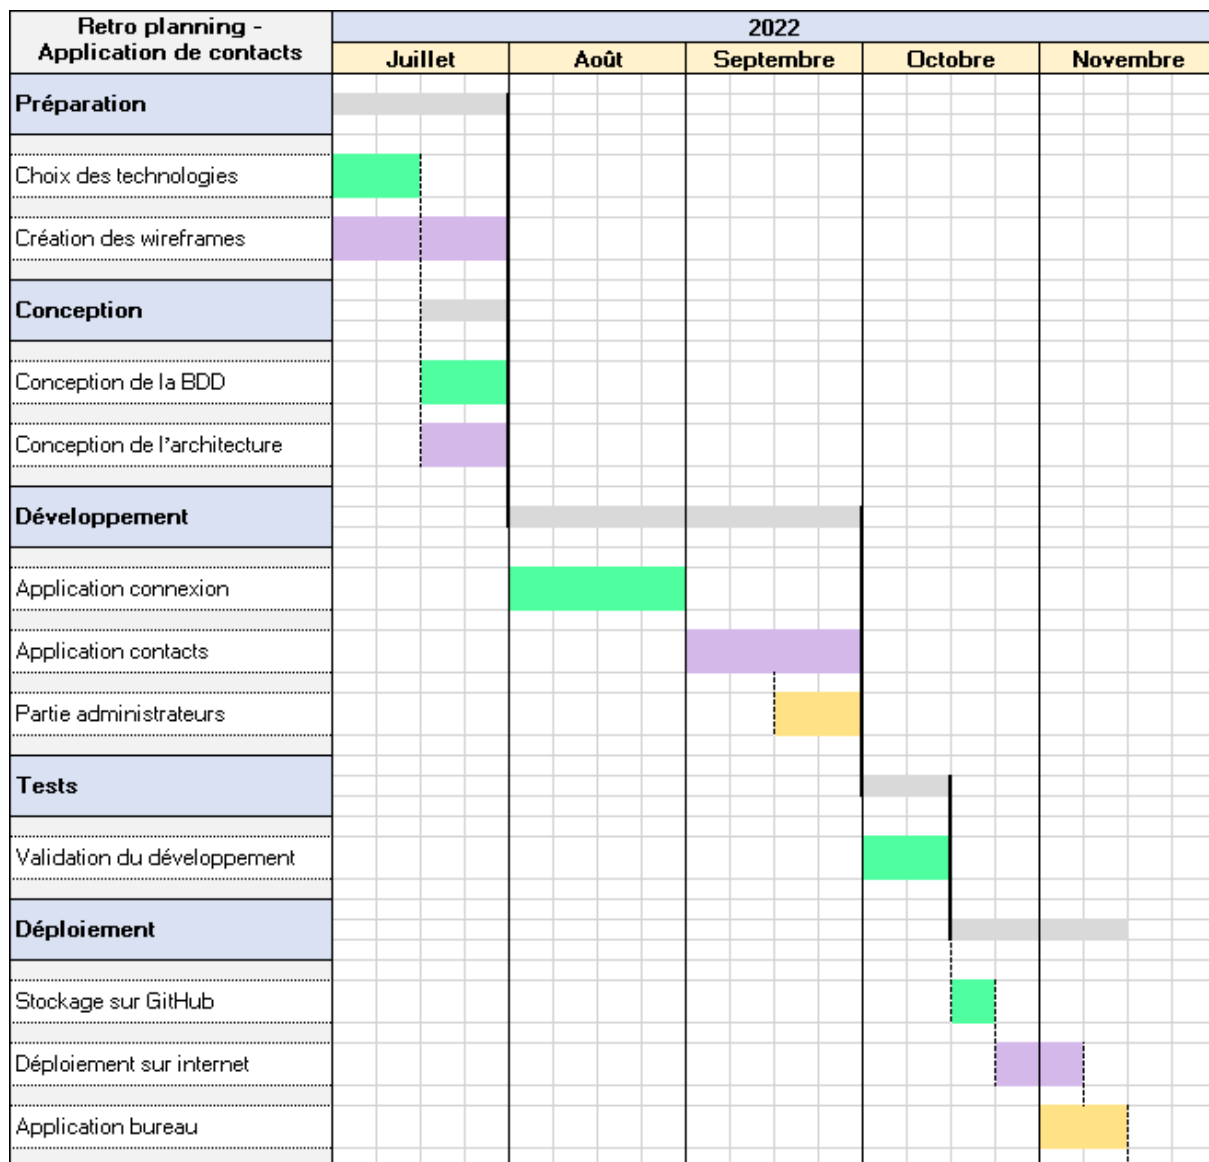 Retro planning -
Application de contacts
2022
Juillet Août Septembre Octobre Novembre
Préparation
Choix des technologies
Création des wireframes
Conception
Conception de la BDD
Conception de l'architecture
Développement
Application connexion
Application contacts
Partie administrateurs
Tests
Validation du développement
Déploiement
Stockage sur GitHub
Déploiement sur internet
Application bureau